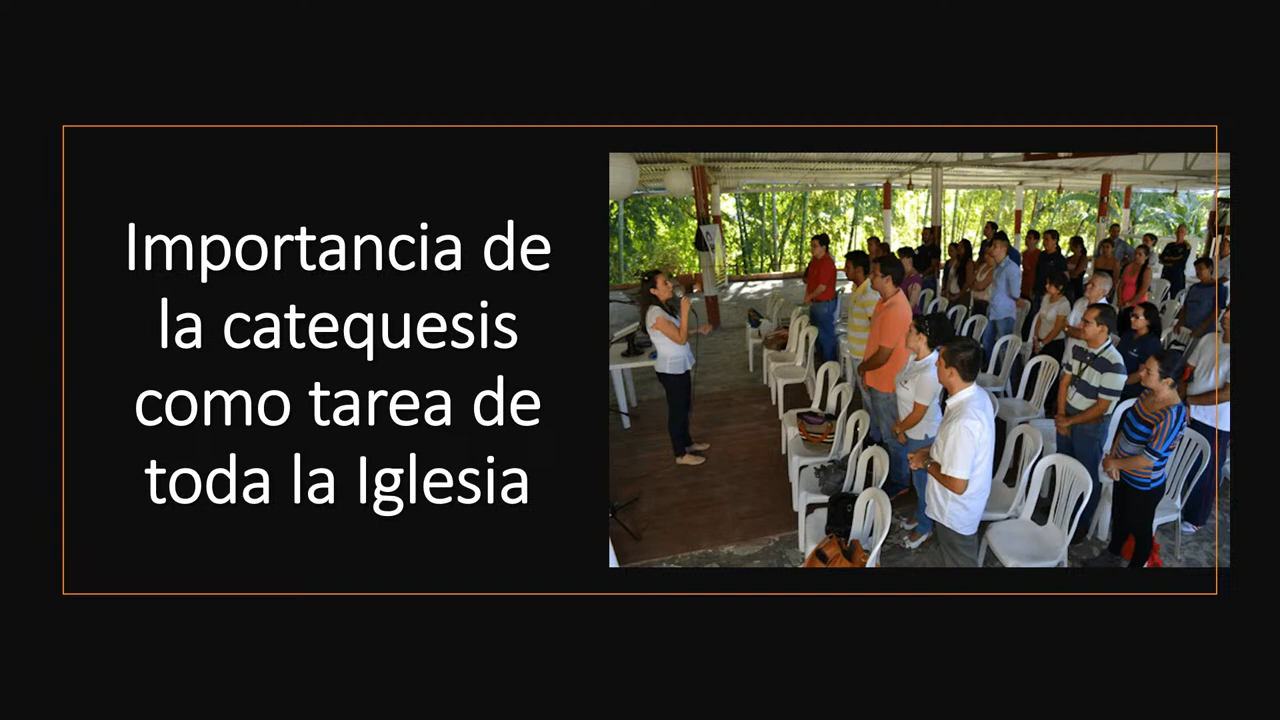 Importancia de
la catequesis
como tarea de
toda la Iglesia